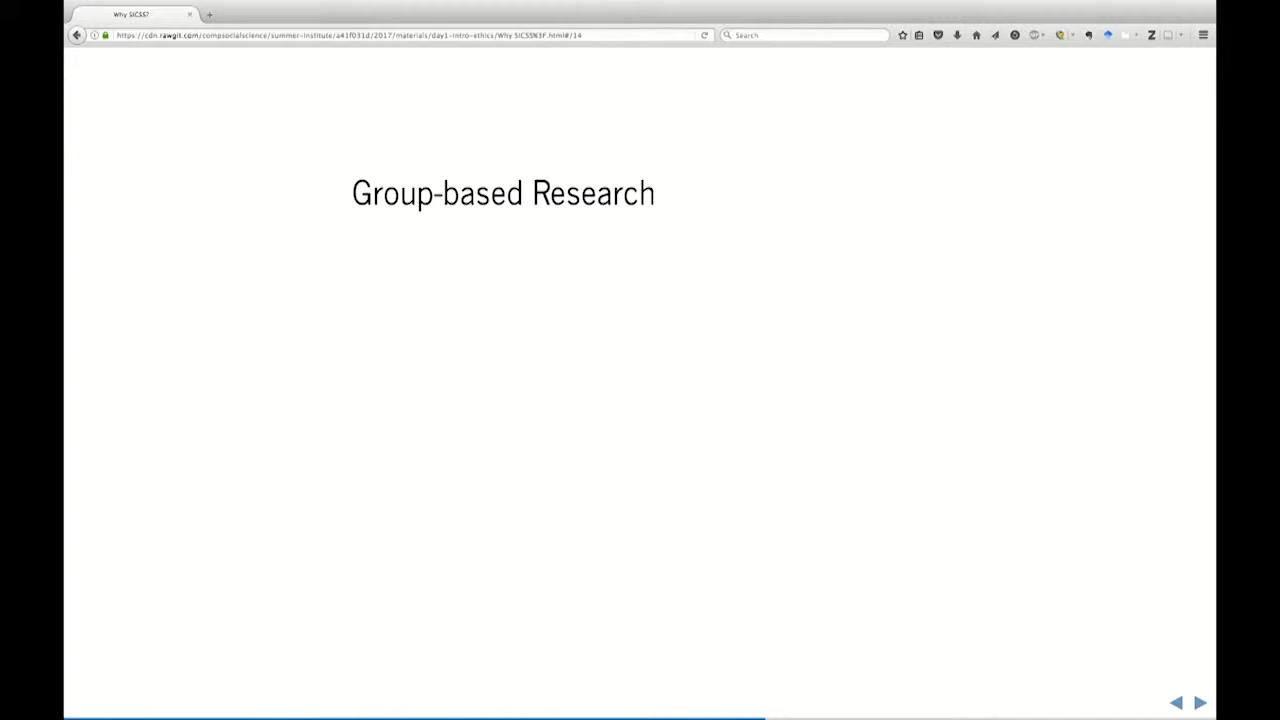 Why SICSS?
https://cdn.rawgit.com/compsocialscience/summer-institute/a41f031d/2017/materials/day1-intro-ethics/Why SICSS%3F.html#/14
Search
Z
Group-based Research